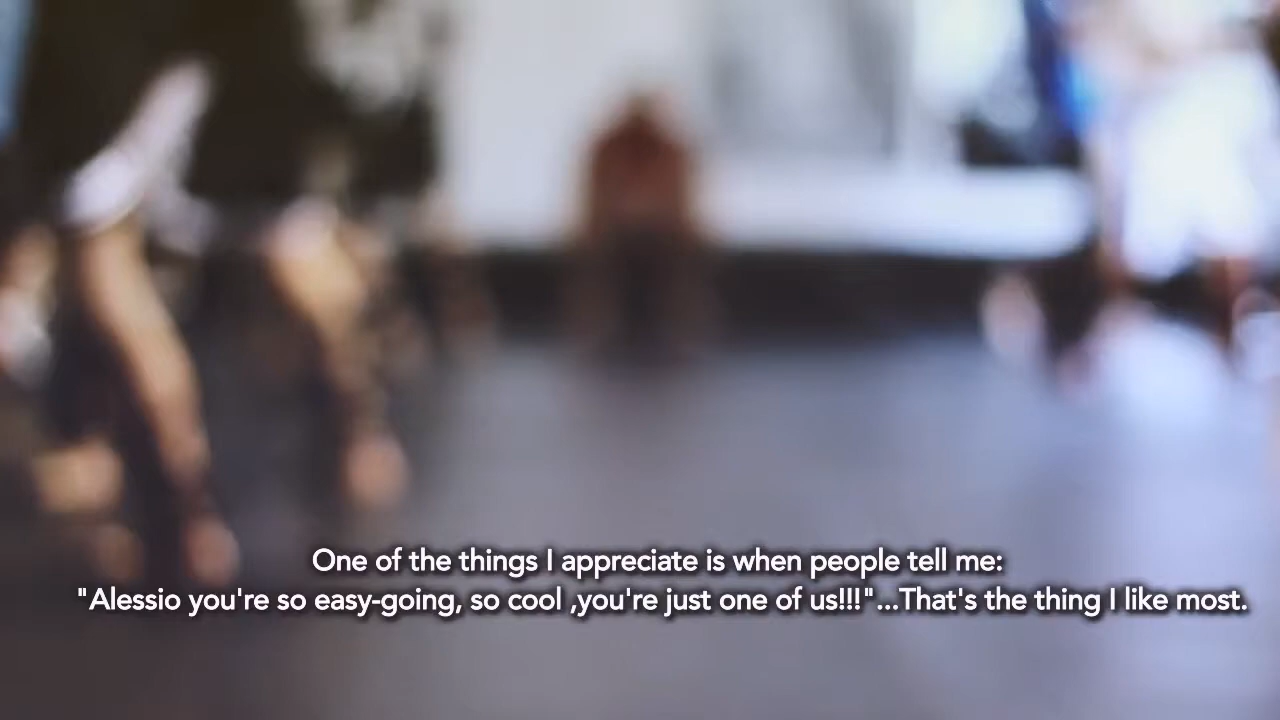 One of the things I appreciate is when people tell me:
"Alessio you're so easy-going, so cool ,you're just one of us!!!"...That's the thing I like most.